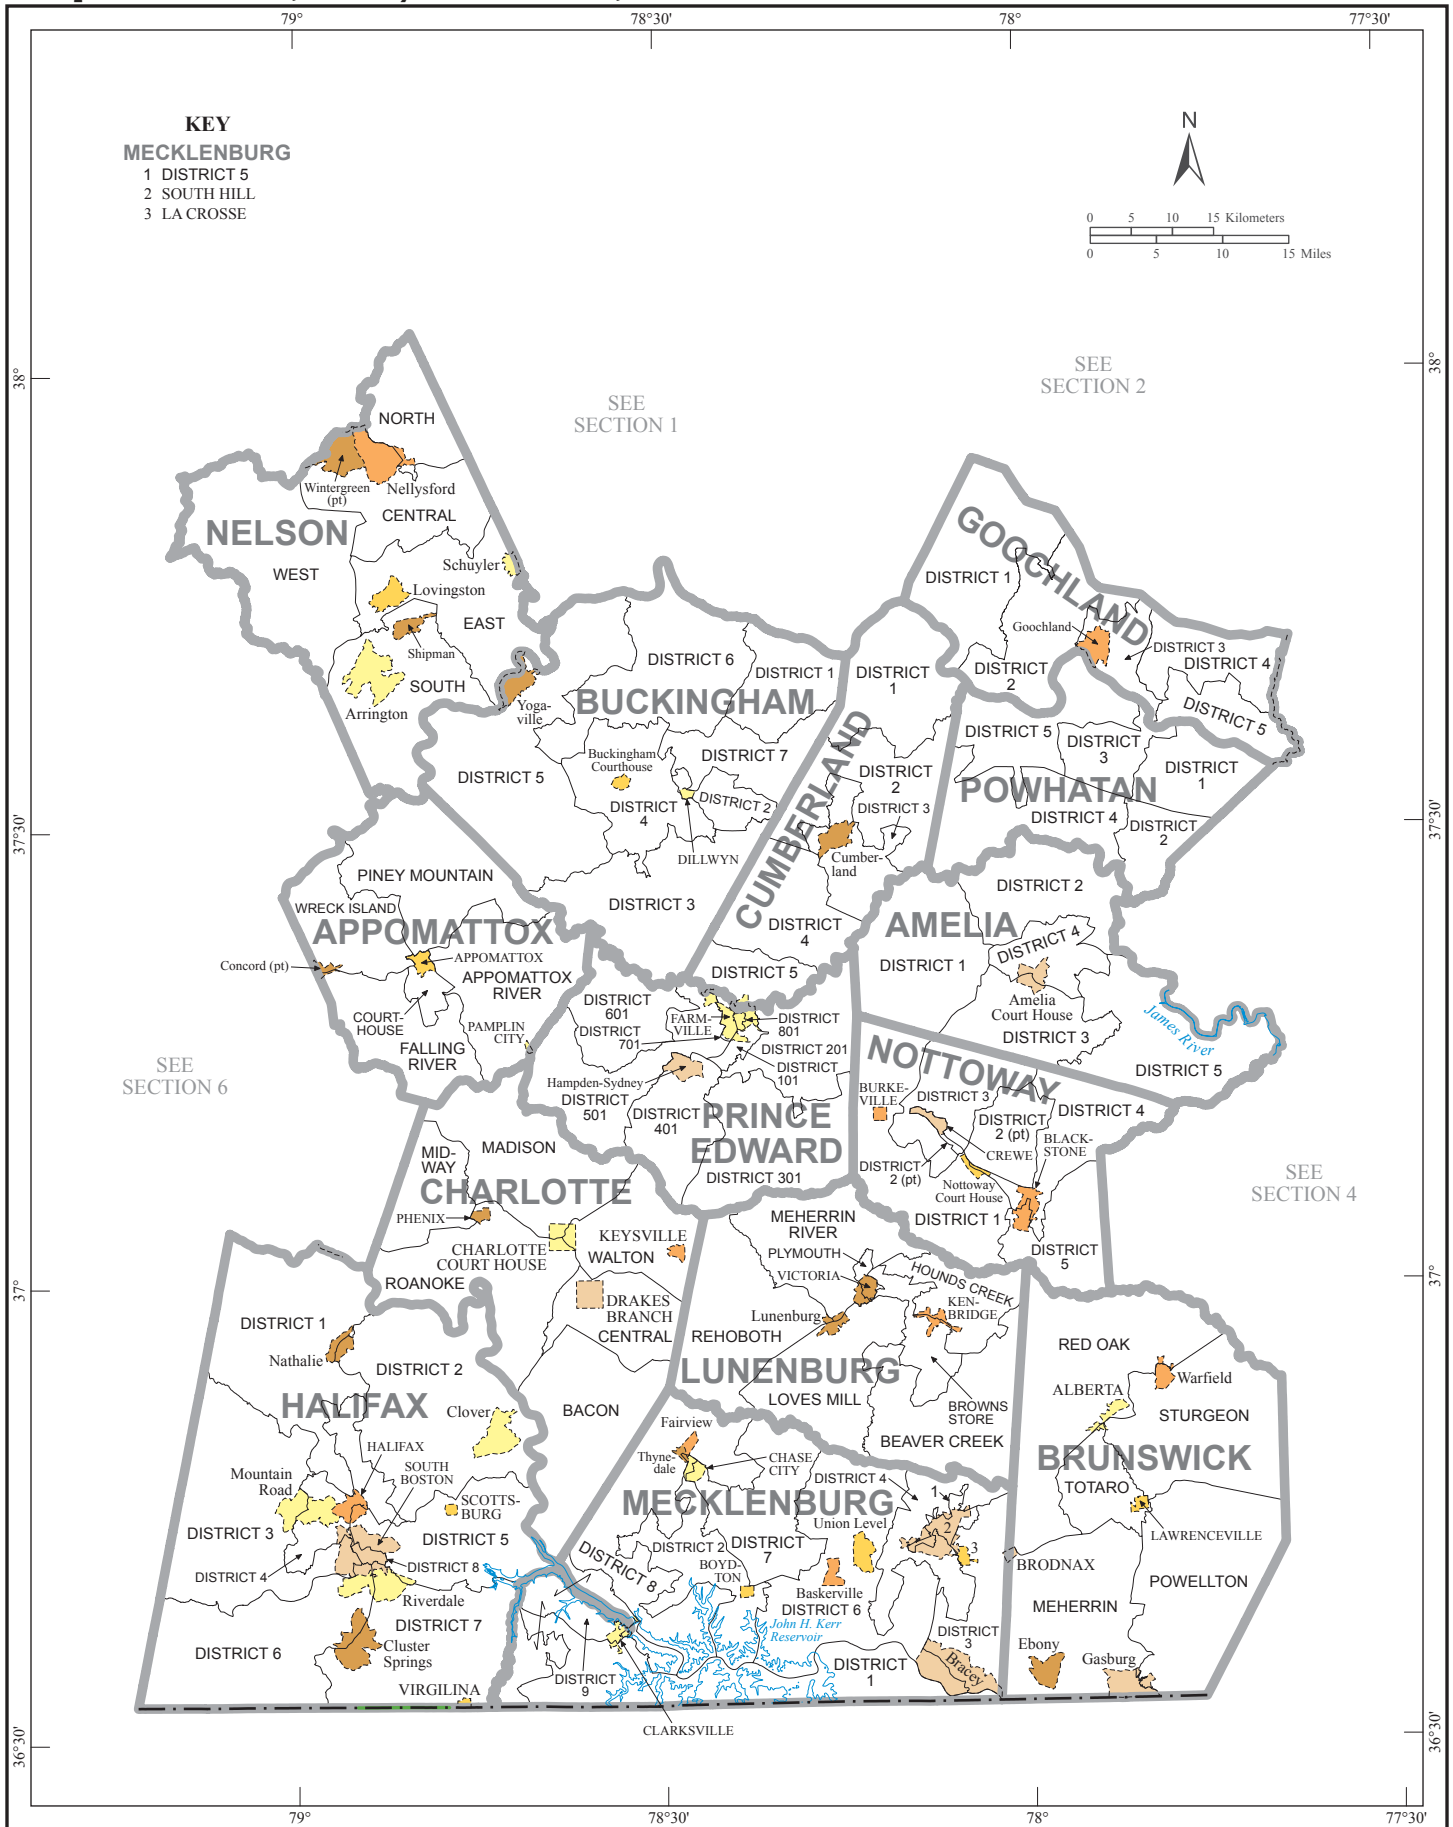 79°
78°30'
78°
77°30'
KEY
MECKLENBURG
1 DISTRICT 5
2 SOUTH HILL
3 LA CROSSE
N
0 5 10 15 Kilometers
0 5 10 15 Miles
38°
38°
SEE
SECTION 1
SEE
SECTION 2
NORTH
Wintergreen
(pt)
Nellysford
CENTRAL
NELSON
WEST
Schuyler
Lovingston
EAST
Shipman
SOUTH
Arrington
Yoga-
ville
GOOCHLAND
DISTRICT 1
Goochland
DISTRICT 3
DISTRICT 4
DISTRICT
2
DISTRICT 5
DISTRICT 6
DISTRICT 1
BUCKINGHAM
Buckingham
Courthouse
DISTRICT 7
DISTRICT 5
DISTRICT
4
DISTRICT 2
DILLWYN
DISTRICT 3
DISTRICT
1
CUMBERLAND
DISTRICT
2
DISTRICT 3
Cumber-
land
DISTRICT
4
DISTRICT 5
DISTRICT 5
DISTRICT
3
DISTRICT
1
POWHATAN
DISTRICT 4
DISTRICT
2
37°30'
37°30'
PINEY MOUNTAIN
WRECK ISLAND
APPOMATTOX
Concord (pt)
APPOMATTOX
APPOMATTOX
RIVER
COURT-
HOUSE
PAMPLIN
CITY
FALLING
RIVER
DISTRICT 2
AMELIA
DISTRICT 4
DISTRICT 1
Amelia
Court House
DISTRICT 3
James River
DISTRICT 5
DISTRICT
601
FARM-
VILLE
DISTRICT
801
DISTRICT
701
DISTRICT 201
DISTRICT
101
Hampden-Sydney
DISTRICT
501
DISTRICT
401
PRINCE
EDWARD
DISTRICT 301
NOTTOWAY
BURKE-
VILLE
DISTRICT 3
DISTRICT
2 (pt)
DISTRICT 4
BLACK-
STONE
CREWE
DISTRICT
2 (pt)
Nottoway
Court House
DISTRICT 1
DISTRICT
5
SEE
SECTION 6
SEE
SECTION 4
MADISON
MID-
WAY
CHARLOTTE
PHENIX
CHARLOTTE
COURT HOUSE
KEYSVILLE
WALTON
ROANOKE
DRAKES
BRANCH
CENTRAL
BACON
MEHERRIN
RIVER
PLYMOUTH
VICTORIA
HOUNDS CREEK
KEN-
BRIDGE
Lunenburg
REHOBOTH
LUNENBURG
LOVES MILL
BROWNS
STORE
BEAVER CREEK
37°
37°
DISTRICT 1
Nathalie
DISTRICT 2
HALIFAX
Clover
HALIFAX
SOUTH
BOSTON
Mountain
Road
SCOTTS-
BURG
DISTRICT 3
DISTRICT 5
DISTRICT 4
DISTRICT 8
Riverdale
DISTRICT 7
DISTRICT 6
Cluster
Springs
VIRGILINA
Fairview
Thyne-
dale
CHASE
CITY
DISTRICT 4
1
MECKLENBURG
Union Level
2
3
DISTRICT 2
DISTRICT
7
DISTRICT 8
BOYD-
TON
Baskerville
DISTRICT 6
John H. Kerr
Reservoir
DISTRICT
3
DISTRICT
1
Bracey
DISTRICT
9
CLARKSVILLE
RED OAK
Warfield
ALBERTA
STURGEON
BRUNSWICK
TOTARO
LAWRENCEVILLE
BRODNAX
POWELLTON
MEHERRIN
Ebony
Gasburg
36°30'
36°30'
79°
78°30'
78°
77°30'